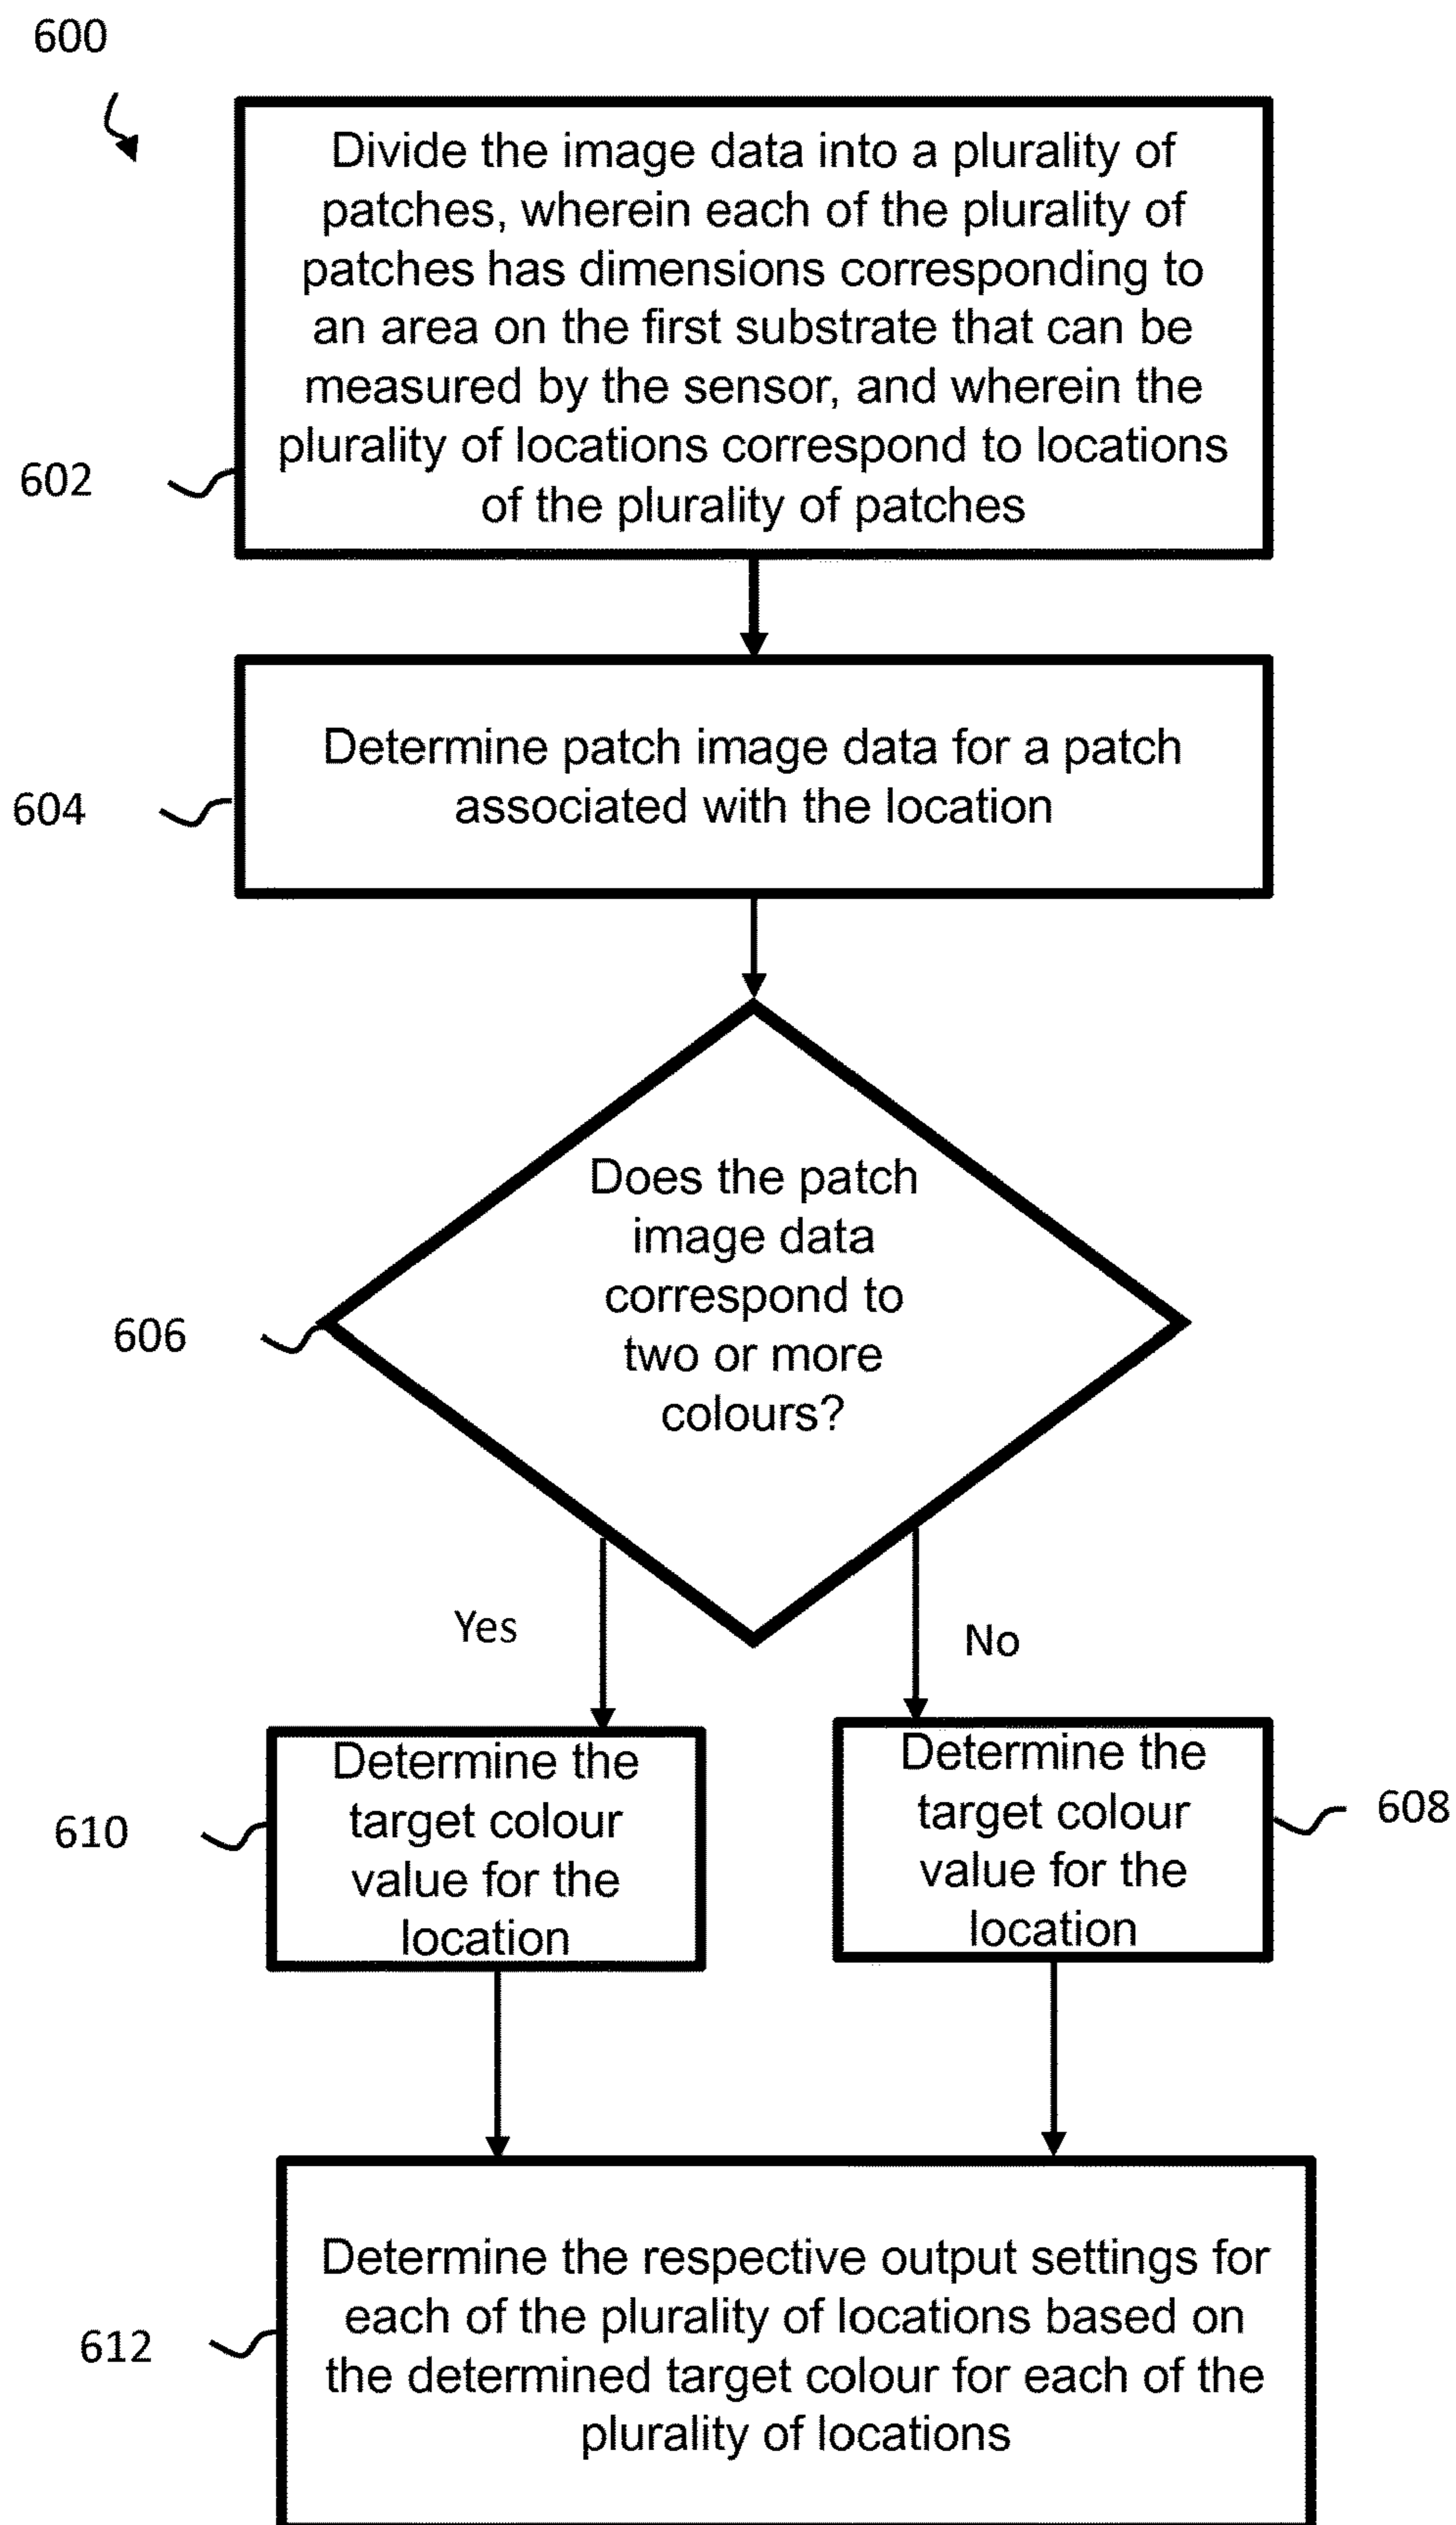 600
Divide the image data into a plurality of
patches, wherein each of the plurality of
patches has dimensions corresponding to
an area on the first substrate that can be
measured by the sensor, and wherein the
plurality of locations correspond to locations
of the plurality of patches
602
Determine patch image data for a patch
associated with the location
604
Does the patch
image data
correspond to
two or more
colours?
606
Yes
No
Determine the
target colour
value for the
location
610
Determine the
target colour
value for the
location
608
Determine the respective output settings for
each of the plurality of locations based on
the determined target colour for each of the
plurality of locations
612